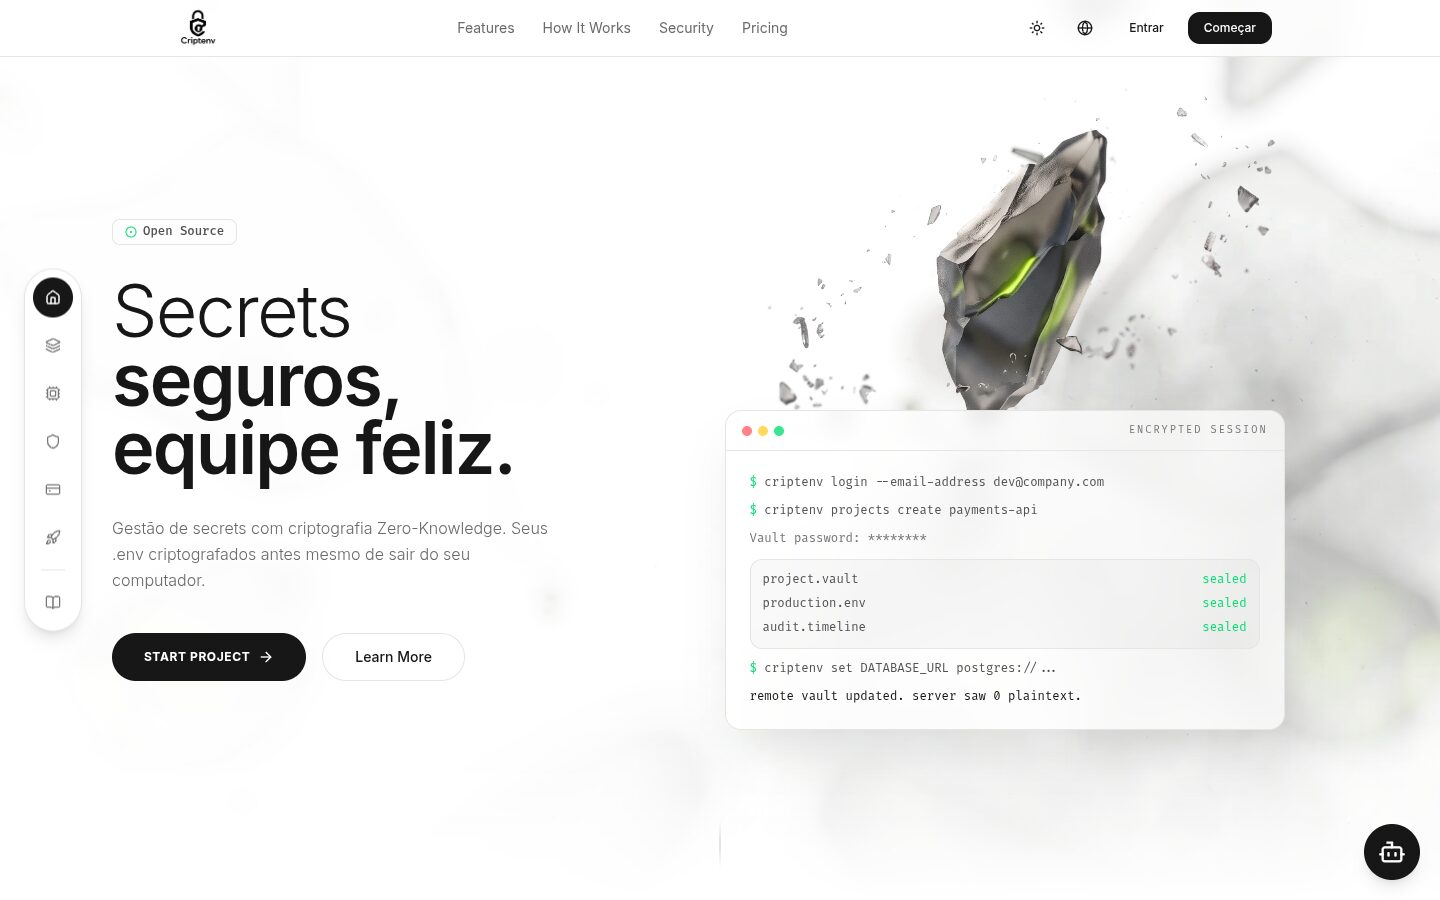 Criptenv
Features
How It Works
Security
Pricing
Entrar
Começar
Open Source
Secrets
seguros,
equipe feliz.
Gestão de secrets com criptografia Zero-Knowledge. Seus
.env criptografados antes mesmo de sair do seu
computador.
START PROJECT
Learn More
ENCRYPTED SESSION
$ criptenv login --email-address dev@company.com
$ criptenv projects create payments-api
Vault password: ********
project.vault sealed
production.env sealed
audit.timeline sealed
$ criptenv set DATABASE_URL postgres://...
remote vault updated. server saw 0 plaintext.